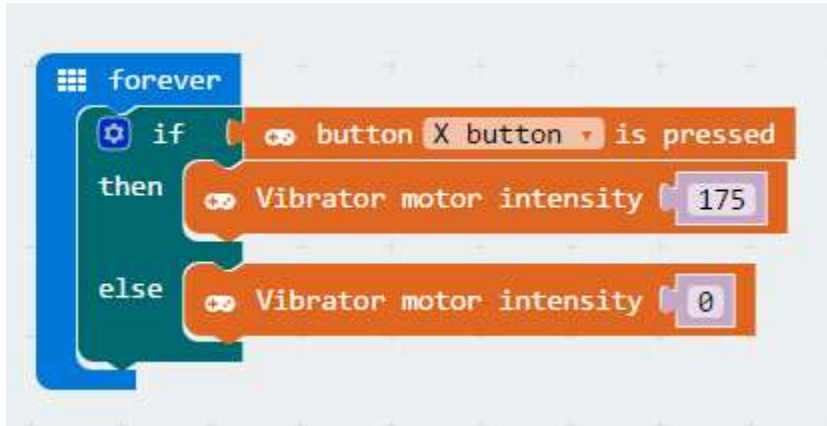 forever
if button X button is pressed
then Vibrator motor intensity 175
else Vibrator motor intensity 0